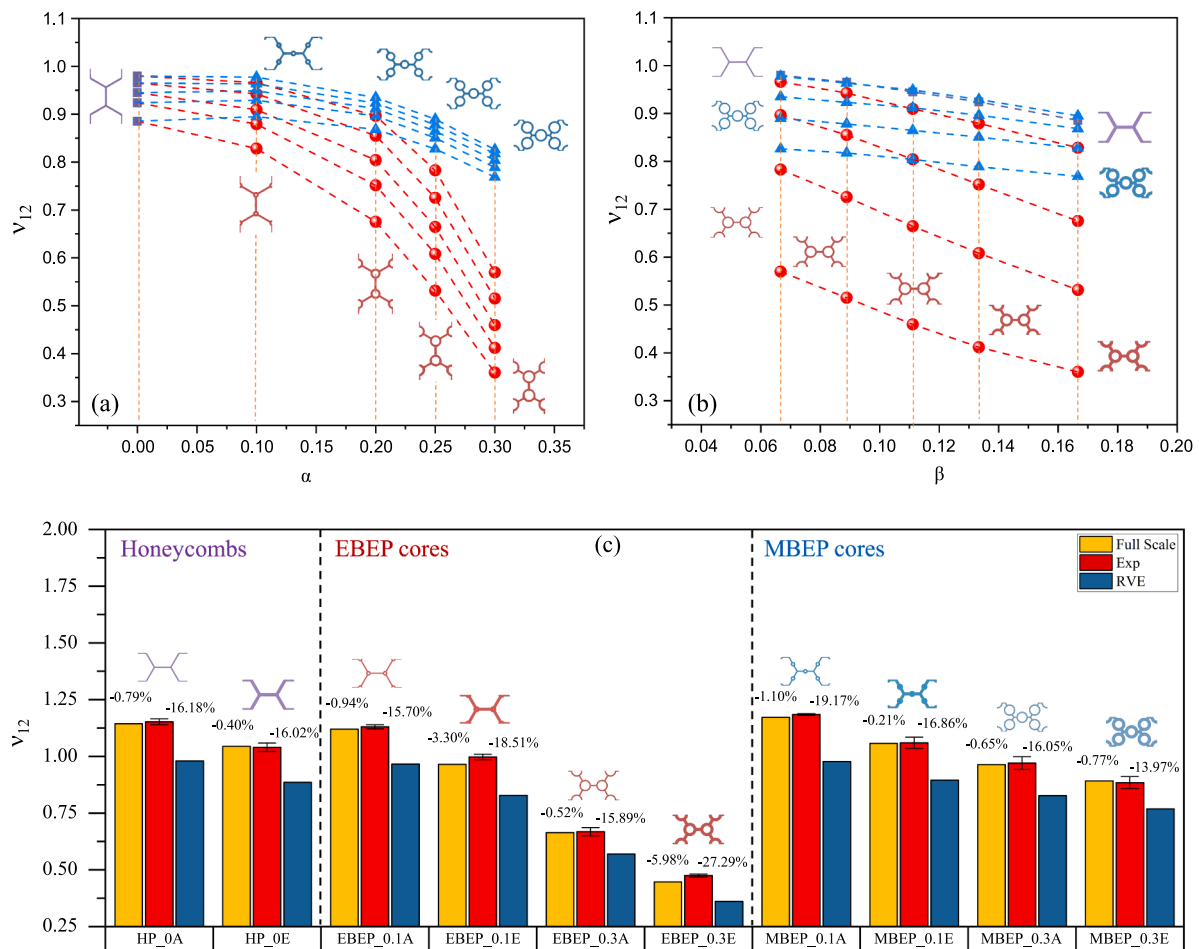 1.1
1.0
0.9
0.8
0.7
0.6
0.5
0.4
0.3
ν12
(a)
0.00 0.05 0.10 0.15 0.20 0.25 0.30 0.35
α
1.1
1.0
0.9
0.8
0.7
0.6
0.5
0.4
0.3
ν12
(b)
0.04 0.06 0.08 0.10 0.12 0.14 0.16 0.18 0.20
β
2.00
1.75
1.50
1.25
1.00
0.75
0.50
0.25
ν12
Honeycombs
EBEP cores
(c)
MBEP cores
Full Scale
Exp
RVE
-0.79% -16.18%
-0.40% -16.02%
-0.94% -15.70%
-3.30% -18.51%
-0.52% -15.89%
-5.98% -27.29%
-1.10% -19.17%
-0.21% -16.86%
-0.65% -16.05%
-0.77% -13.97%
HP_0A HP_0E EBEP_0.1A EBEP_0.1E EBEP_0.3A EBEP_0.3E MBEP_0.1A MBEP_0.1E MBEP_0.3A MBEP_0.3E